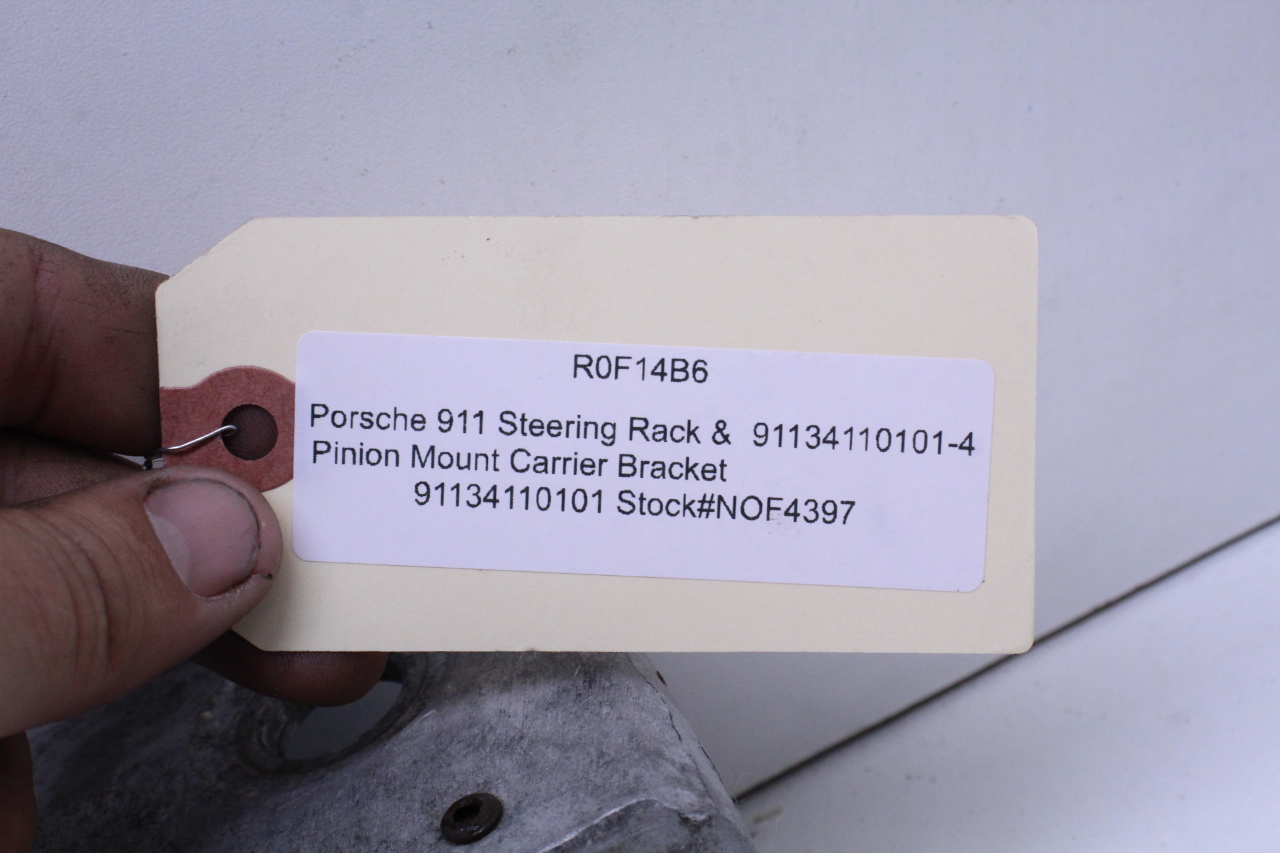 R0F14B6
Porsche 911 Steering Rack & 91134110101-4
Pinion Mount Carrier Bracket
91134110101 Stock#NOF4397